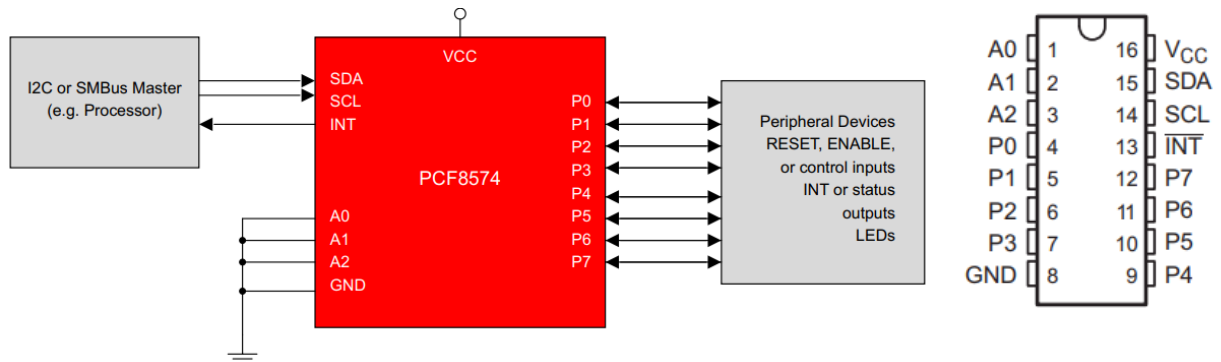 I2C or SMBus Master
(e.g. Processor)
VCC
SDA
SCL
INT
PCF8574
A0
A1
A2
GND
P0
P1
P2
P3
P4
P5
P6
P7
Peripheral Devices
RESET, ENABLE,
or control inputs
INT or status
outputs
LEDs
A0 1 16 VCC
A1 2 15 SDA
A2 3 14 SCL
P0 4 13 INT
P1 5 12 P7
P2 6 11 P6
P3 7 10 P5
GND 8 9 P4